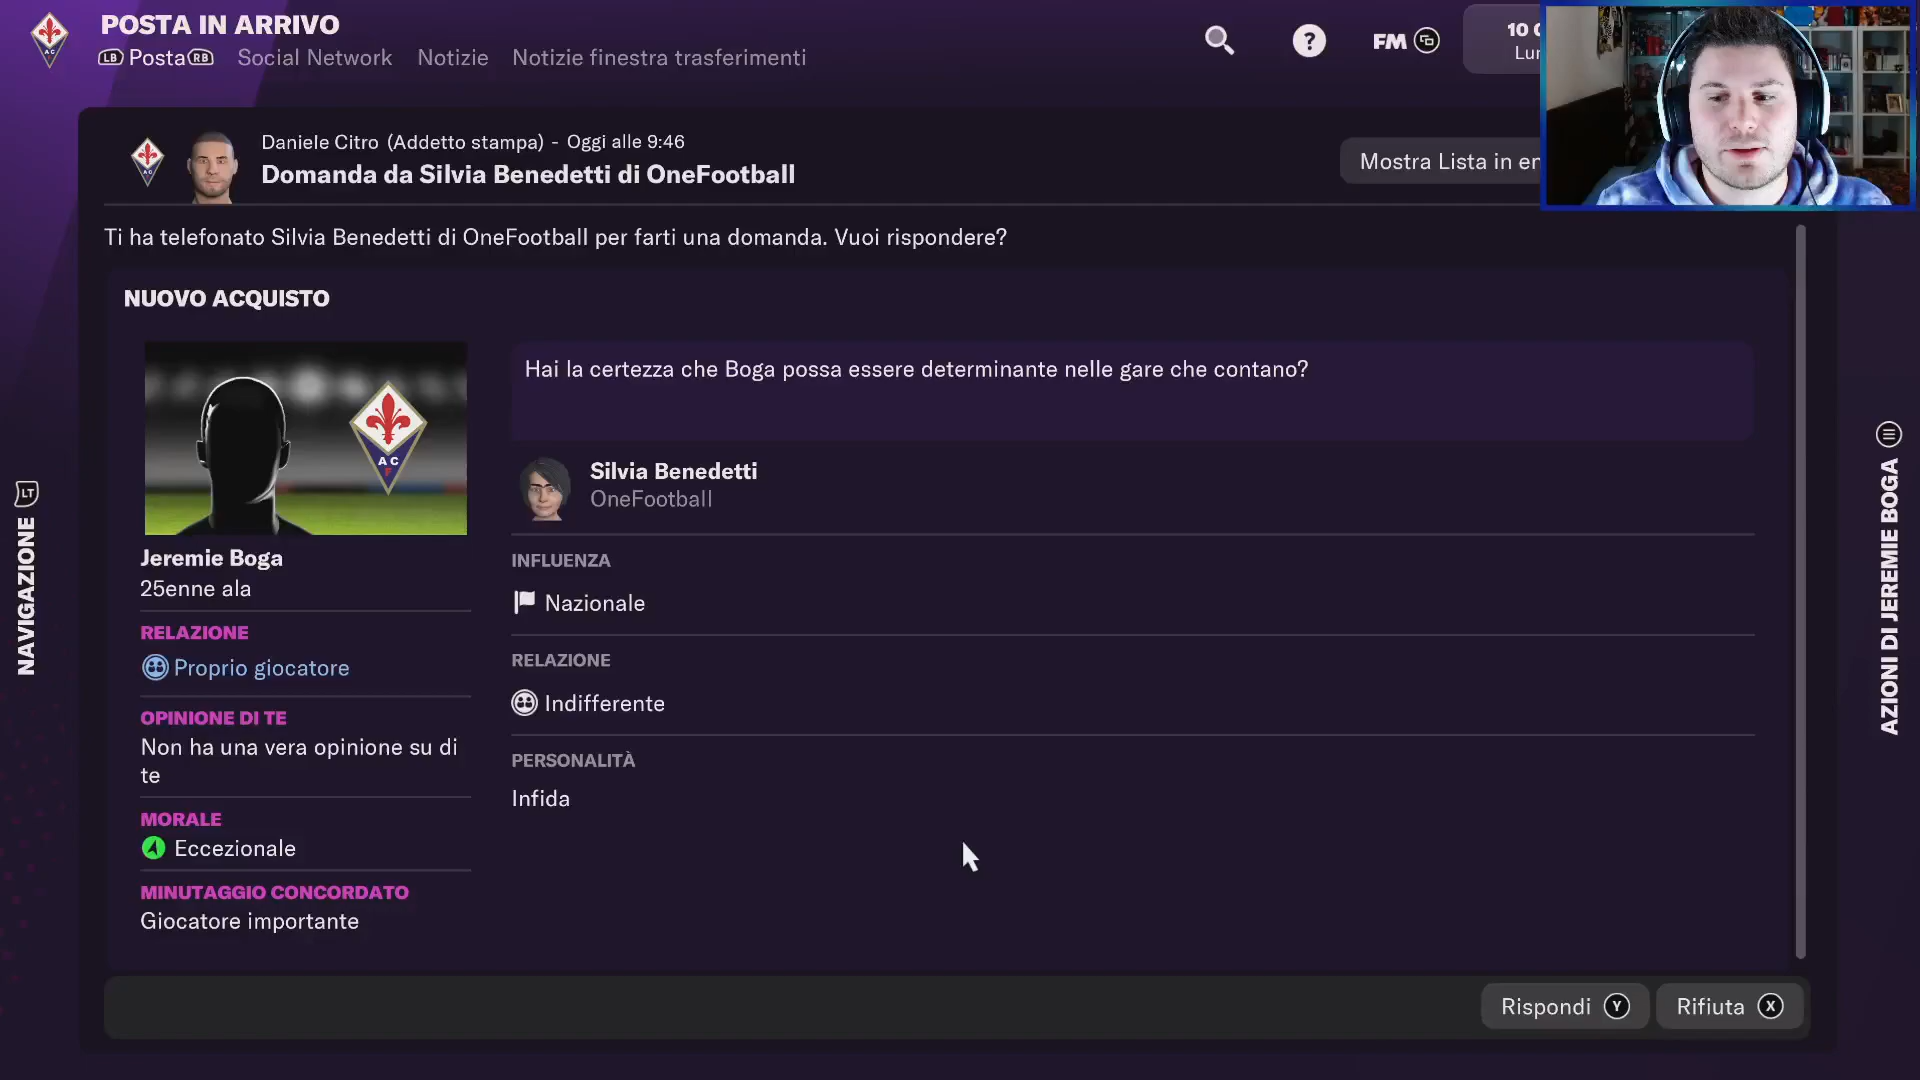 POSTA IN ARRIVO
LB Posta RB Social Network Notizie Notizie finestra trasferimenti
?
FM
10
Lun
Daniele Citro (Addetto stampa) - Oggi alle 9:46
Domanda da Silvia Benedetti di OneFootball
Mostra Lista in en
Ti ha telefonato Silvia Benedetti di OneFootball per farti una domanda. Vuoi rispondere?
NUOVO ACQUISTO
AC
F
Jeremie Boga
25enne ala
RELAZIONE
Proprio giocatore
OPINIONE DI TE
Non ha una vera opinione su di
te
MORALE
Eccezionale
MINUTAGGIO CONCORDATO
Giocatore importante
Hai la certezza che Boga possa essere determinante nelle gare che contano?
Silvia Benedetti
OneFootball
INFLUENZA
Nazionale
RELAZIONE
Indifferente
PERSONALITÀ
Infida
NAVIGAZIONE LT
AZIONI DI JEREMIE BOGA
Rispondi Y
Rifiuta X